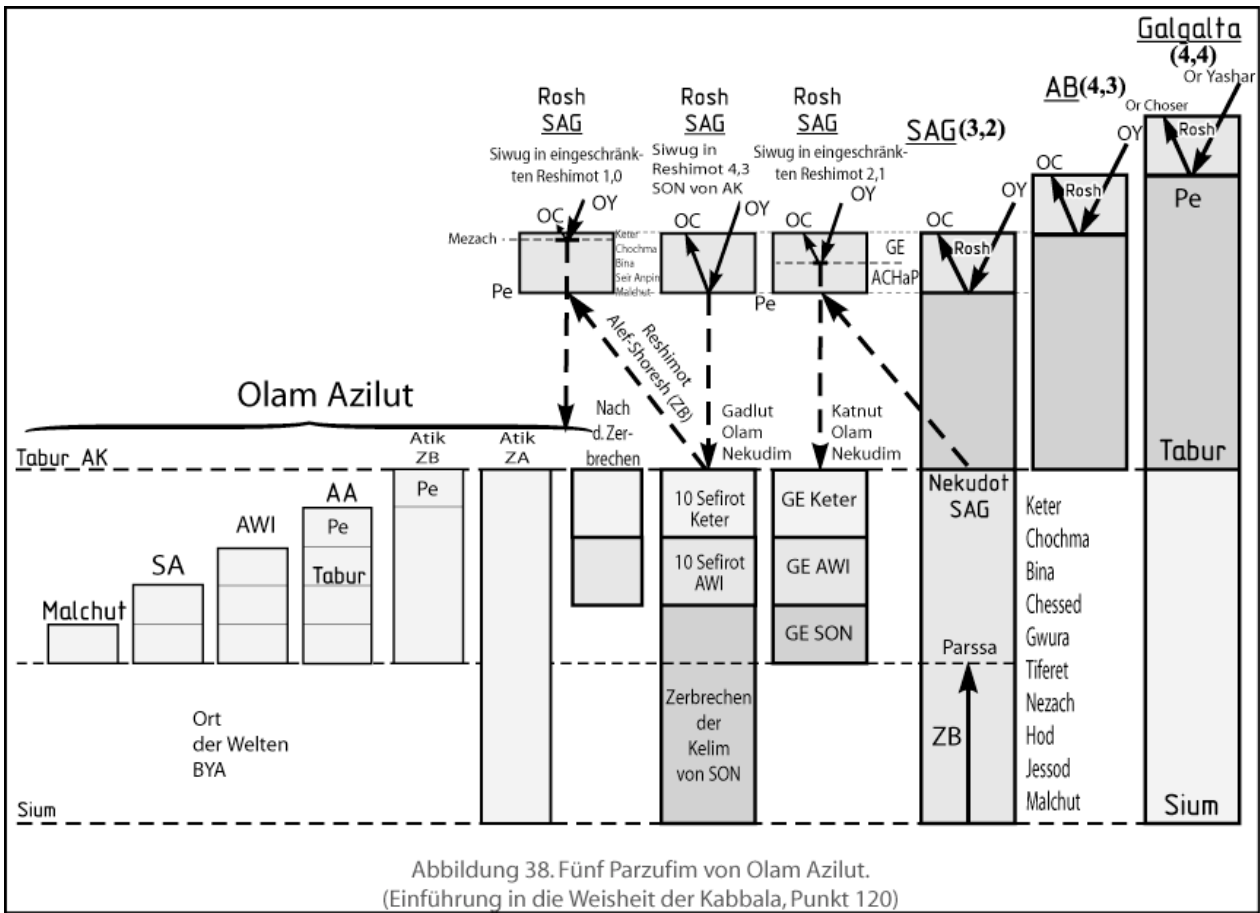 Galgalta
(4,4)
Or Yashar
AB(4,3)
Or Choser
Rosh
SAG
Rosh
SAG
Rosh
SAG
SAG(3,2)
Siwug in eingeschränk-
ten Reshimot 1,0
Siwug in
Reshimot 4,3
SON von AK
Siwug in eingeschränk-
ten Reshimot 2,1
OC
OY
OC
OY
OC
OY
OC
Rosh
OY
OC
Rosh
OY
Rosh
Pe
Mezach
Keter
Chochma
Bina
Seir Anpin
Malchut
Pe
Pe
GE
ACHaP
Reshimot
Alef-Shoresh (ZB)
Olam Azilut
Nach
d. Zer-
brechen
Gadlut
Olam
Nekudim
Katnut
Olam
Nekudim
Tabur AK
Atik
ZB
Atik
ZA
Tabur
Malchut
SA
AWI
AA
Pe
Tabur
Pe
10 Sefirot
Keter
10 Sefirot
AWI
Zerbrechen
der
Kelim
von SON
GE Keter
GE AWI
GE SON
Nekudot
SAG
Parssa
ZB
Keter
Chochma
Bina
Chessed
Gwura
Tiferet
Nezach
Hod
Jessod
Malchut
Ort
der Welten
BYA
Sium
Sium
Abbildung 38. Fünf Parzufim von Olam Azilut.
(Einführung in die Weisheit der Kabbala, Punkt 120)